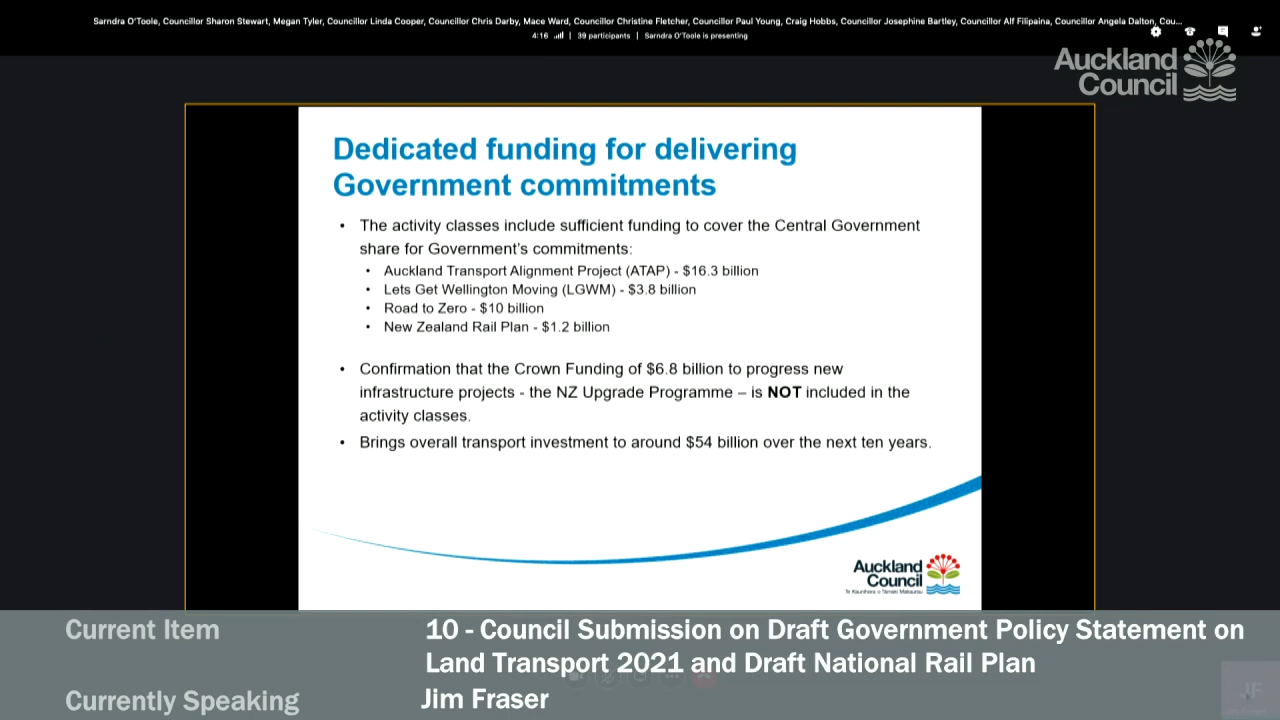 Sarndra O'Toole, Councillor Sharon Stewart, Megan Tyler, Councillor Linda Cooper, Councillor Chris Darby, Mace Ward, Councillor Christine Fletcher, Councillor Paul Young, Craig Hobbs, Councillor Josephine Bartley, Councillor Alf Filipaina, Councillor Angela Dalton, Cou...
4:16 | 39 participants | Sarndra O'Toole is presenting
Auckland
Council
Dedicated funding for delivering
Government commitments
• The activity classes include sufficient funding to cover the Central Government
share for Government's commitments:
• Auckland Transport Alignment Project (ATAP) - $16.3 billion
• Lets Get Wellington Moving (LGWM) - $3.8 billion
• Road to Zero - $10 billion
• New Zealand Rail Plan - $1.2 billion
• Confirmation that the Crown Funding of $6.8 billion to progress new
infrastructure projects - the NZ Upgrade Programme – is NOT included in the
activity classes.
• Brings overall transport investment to around $54 billion over the next ten years.
Auckland
Council
Te Kaunihera o Tāmaki Makaurau
Current Item
10 - Council Submission on Draft Government Policy Statement on
Land Transport 2021 and Draft National Rail Plan
Currently Speaking
Jim Fraser
JF